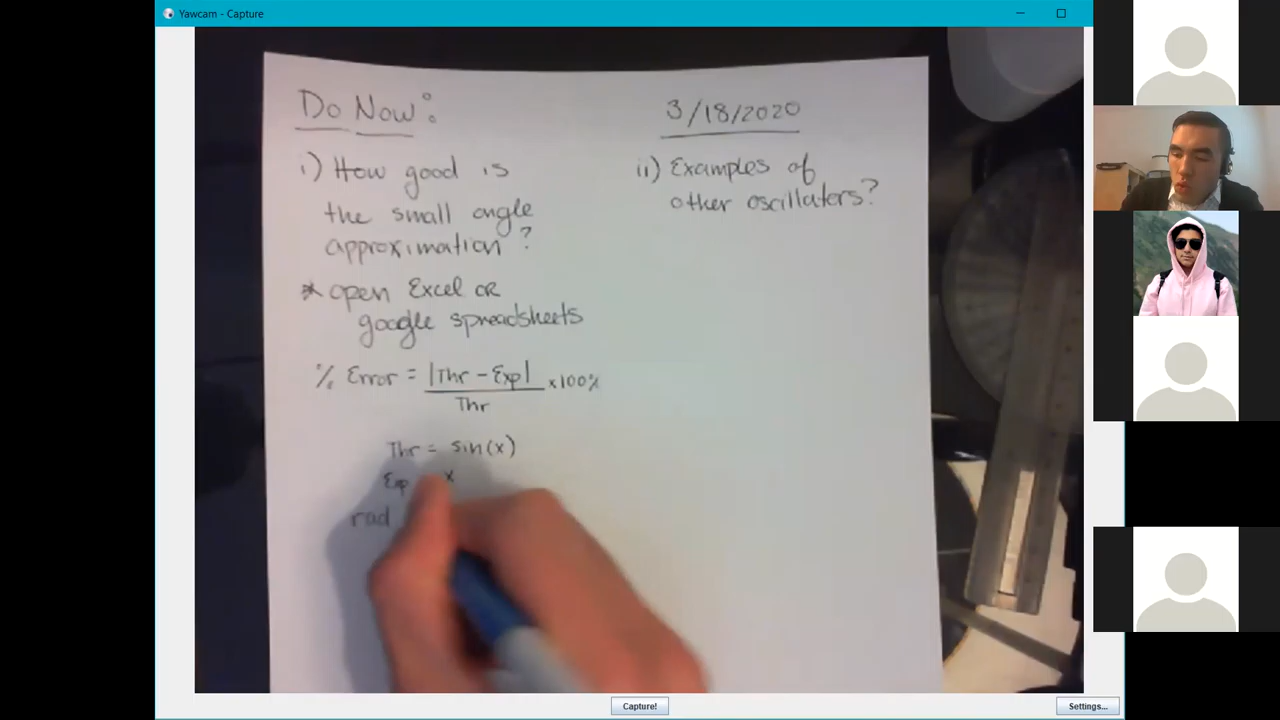 Yawcam - Capture
Do Now:
3/18/2020
i) How good is
the small angle
approximation?
* open Excel or
google spreadsheets
% Error = |Thr - Exp| / Thr x100%
Thr = sin(x)
Exp x
rad
ii) Examples of
other oscillaters?
Capture!
Settings...